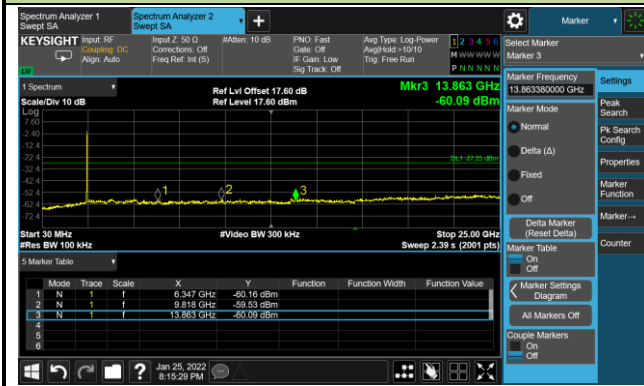 Spectrum Analyzer 1
Swept SA
Spectrum Analyzer 2
Swept SA
+
Marker
KEYSIGHT
Input: RF
Coupling: DC
Align: Auto
Input Z: 50 Ω
Corrections: Off
Freq Ref: Int (S)
#Atten: 10 dB
PNO: Fast
Gate: Off
IF Gain: Low
Sig Track: Off
Avg Type: Log-Power
Avg|Hold:>10/10
Trig: Free Run
1 2 3 4 5 6
M W W W W W
P N N N N N
Select Marker
Marker 3
1 Spectrum
Scale/Div 10 dB
Ref Lvl Offset 17.60 dB
Ref Level 17.60 dBm
Mkr3 13.863 GHz
-60.09 dBm
Log
7.60
-2.40
-12.4
-22.4
-32.4
-42.4
-52.4
-62.4
-72.4
DL1 -27.25 dBm
1
2
3
Start 30 MHz
#Res BW 100 kHz
#Video BW 300 kHz
Stop 25.00 GHz
Sweep 2.39 s (2001 pts)
5 Marker Table
Mode Trace Scale X Y Function Function Width Function Value
1 N 1 f 6.347 GHz -60.16 dBm
2 N 1 f 9.818 GHz -59.53 dBm
3 N 1 f 13.863 GHz -60.09 dBm
4
5
6
Marker Frequency
13.863380000 GHz
Marker Mode
Normal
Delta (Δ)
Fixed
Off
Delta Marker
(Reset Delta)
Marker Table
On
Off
Marker Settings
Diagram
All Markers Off
Couple Markers
On
Off
Settings
Peak
Search
Pk Search
Config
Properties
Marker
Function
Marker→
Counter
?
Jan 25, 2022
8:15:29 PM